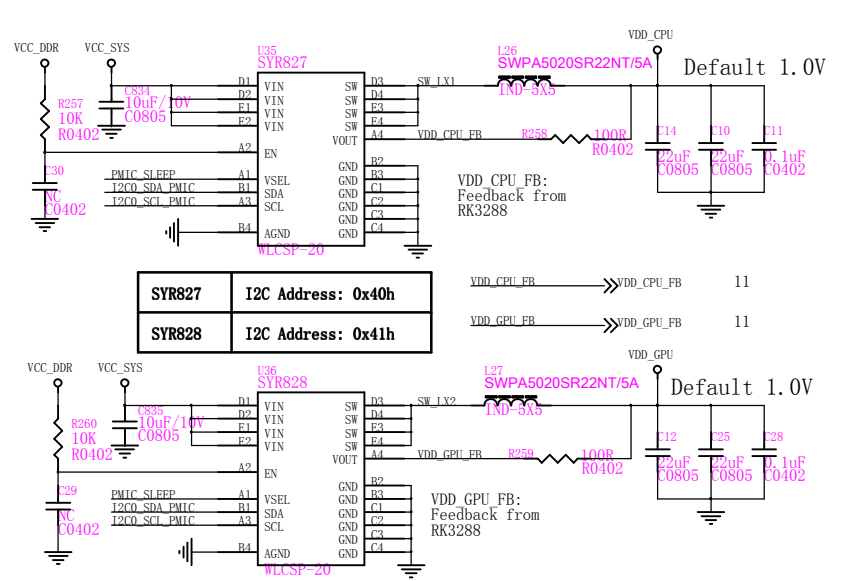 VCC_DDR VCC_SYS
U35
SYR827
L26
SWPA5020SR22NT/5A
IND-5X5
VDD_CPU
Default 1.0V
R257
10K
R0402
C834
10uF/10V
C0805
D1 VIN SW D3 SW_LX1
D2 VIN SW D4
E1 VIN SW E3
E2 VIN SW E4
VOUT A4 VDD_CPU_FB R258 100R
R0402
A2 EN
C30
NC
C0402
PMIC_SLEEP A1 VSEL
I2C0_SDA_PMIC B1 SDA
I2C0_SCL_PMIC A3 SCL
B4 AGND
GND B2
GND B3
GND C1
GND C2
GND C3
GND C4
WLCSP-20
VDD_CPU_FB:
Feedback from
RK3288
C14
22uF
C0805
C10
22uF
C0805
C11
0.1uF
C0402
SYR827 I2C Address: 0x40h
SYR828 I2C Address: 0x41h
VDD_CPU_FB VDD_CPU_FB 11
VDD_GPU_FB VDD_GPU_FB 11
VCC_DDR VCC_SYS
U36
SYR828
L27
SWPA5020SR22NT/5A
IND-5X5
VDD_GPU
Default 1.0V
R260
10K
R0402
C835
10uF/10V
C0805
D1 VIN SW D3 SW_LX2
D2 VIN SW D4
E1 VIN SW E3
E2 VIN SW E4
VOUT A4 VDD_GPU_FB R259 100R
R0402
A2 EN
C29
NC
C0402
PMIC_SLEEP A1 VSEL
I2C0_SDA_PMIC B1 SDA
I2C0_SCL_PMIC A3 SCL
B4 AGND
GND B2
GND B3
GND C1
GND C2
GND C3
GND C4
WLCSP-20
VDD_GPU_FB:
Feedback from
RK3288
C12
22uF
C0805
C25
22uF
C0805
C28
0.1uF
C0402